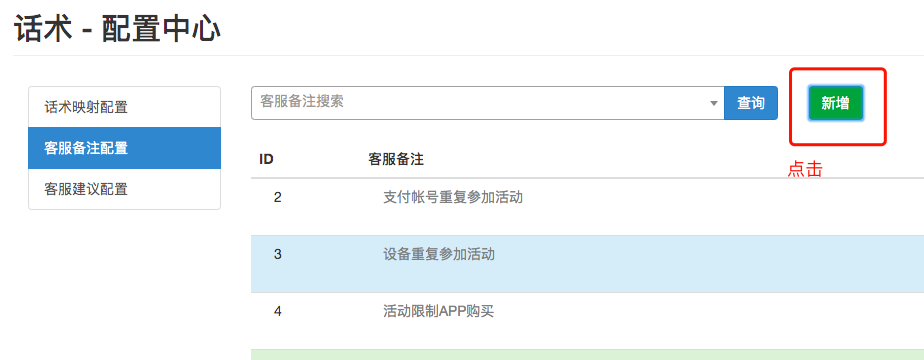 话术 - 配置中心
话术映射配置
客服备注配置
客服建议配置
客服备注搜索
查询
新增
点击
ID 客服备注
2 支付帐号重复参加活动
3 设备重复参加活动
4 活动限制APP购买